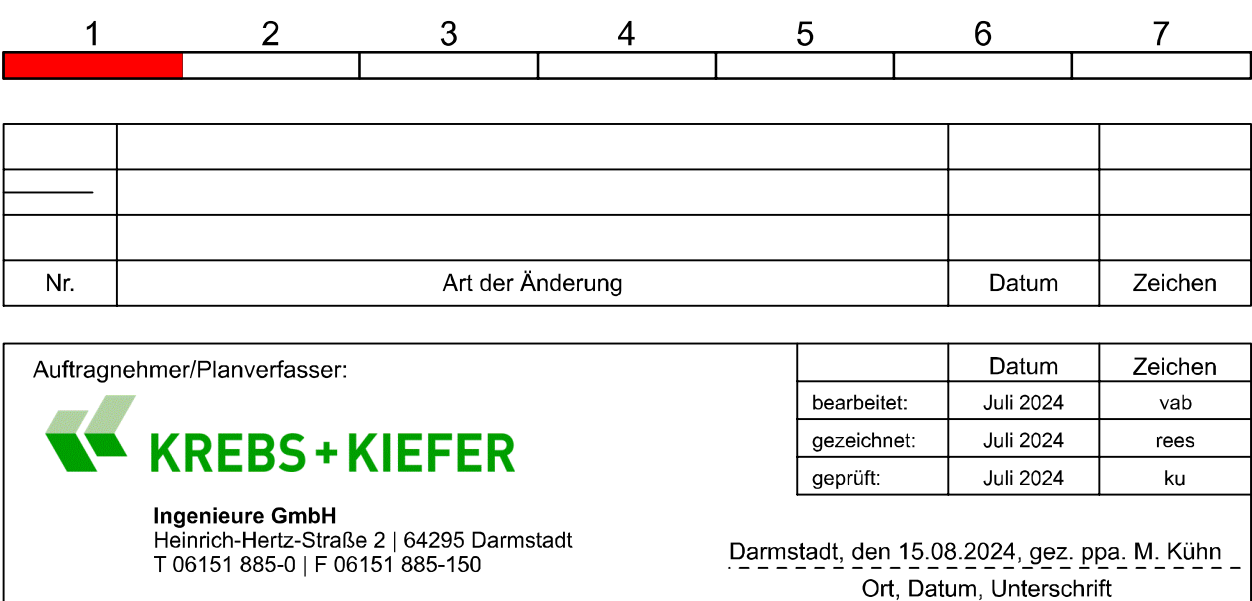 1 2 3 4 5 6 7
Nr. Art der Änderung Datum Zeichen
Auftragnehmer/Planverfasser:
Datum Zeichen
bearbeitet: Juli 2024 vab
gezeichnet: Juli 2024 rees
geprüft: Juli 2024 ku
KREBS+KIEFER
Ingenieure GmbH
Heinrich-Hertz-Straße 2 | 64295 Darmstadt
T 06151 885-0 | F 06151 885-150
Darmstadt, den 15.08.2024, gez. ppa. M. Kühn
Ort, Datum, Unterschrift